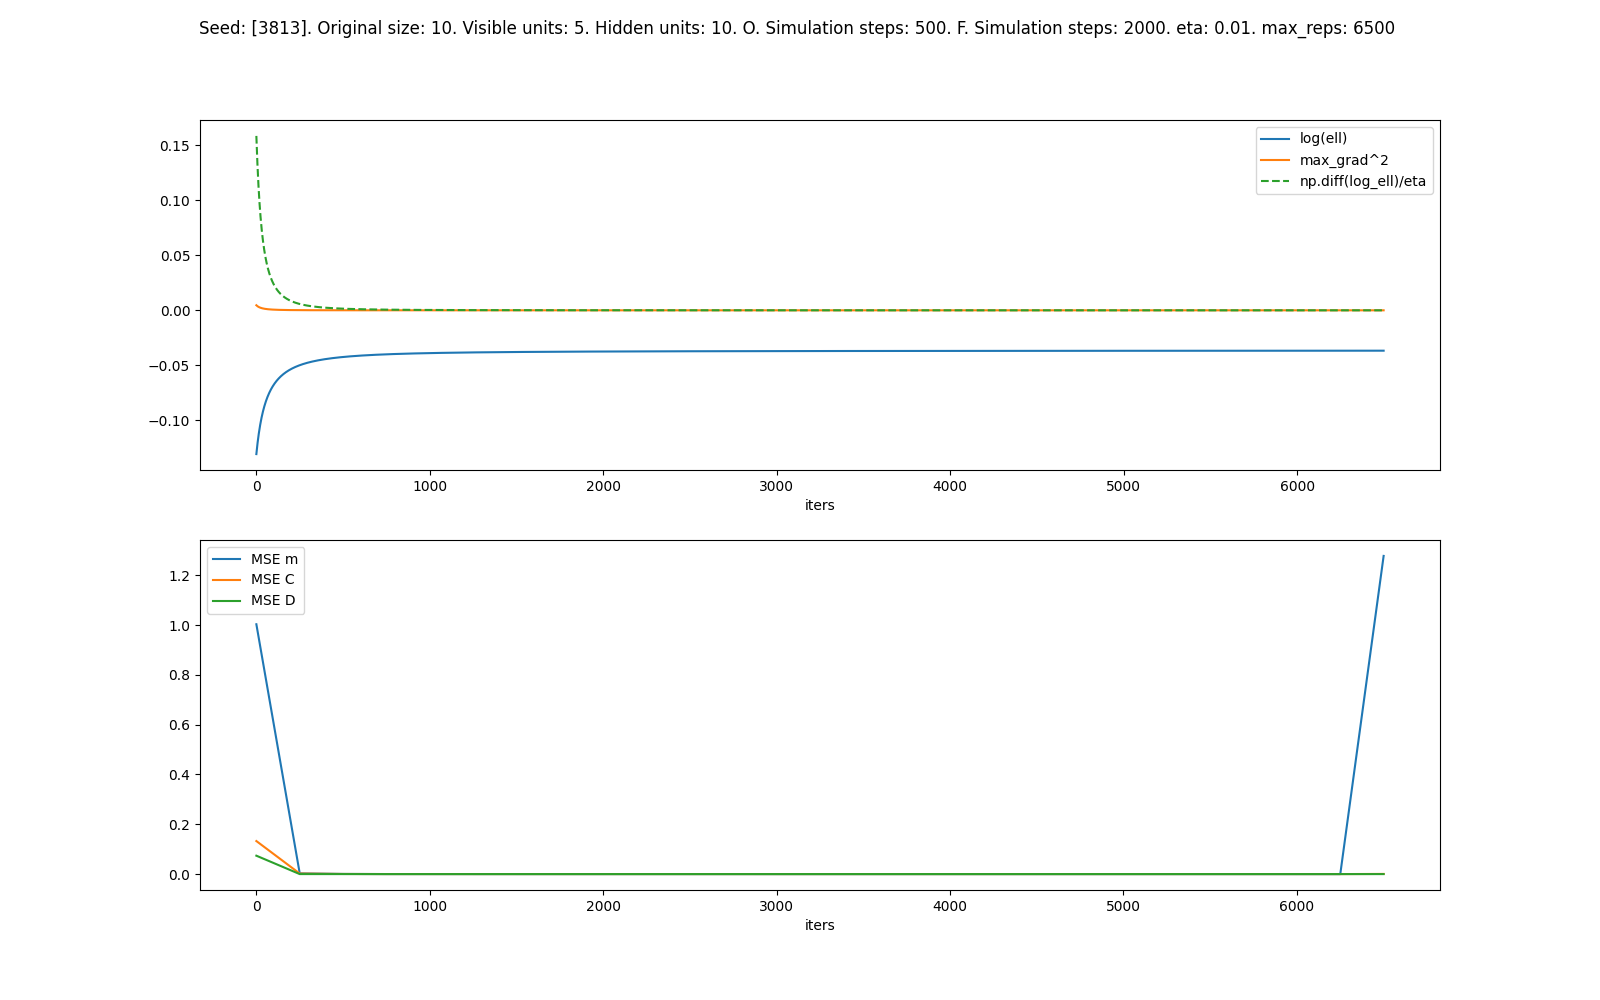 Seed: [3813]. Original size: 10. Visible units: 5. Hidden units: 10. O. Simulation steps: 500. F. Simulation steps: 2000. eta: 0.01. max_reps: 6500
log(ell)
max_grad^2
np.diff(log_ell)/eta
0.15
0.10
0.05
0.00
−0.05
−0.10
0 1000 2000 3000 4000 5000 6000
iters
MSE m
MSE C
MSE D
1.2
1.0
0.8
0.6
0.4
0.2
0.0
0 1000 2000 3000 4000 5000 6000
iters